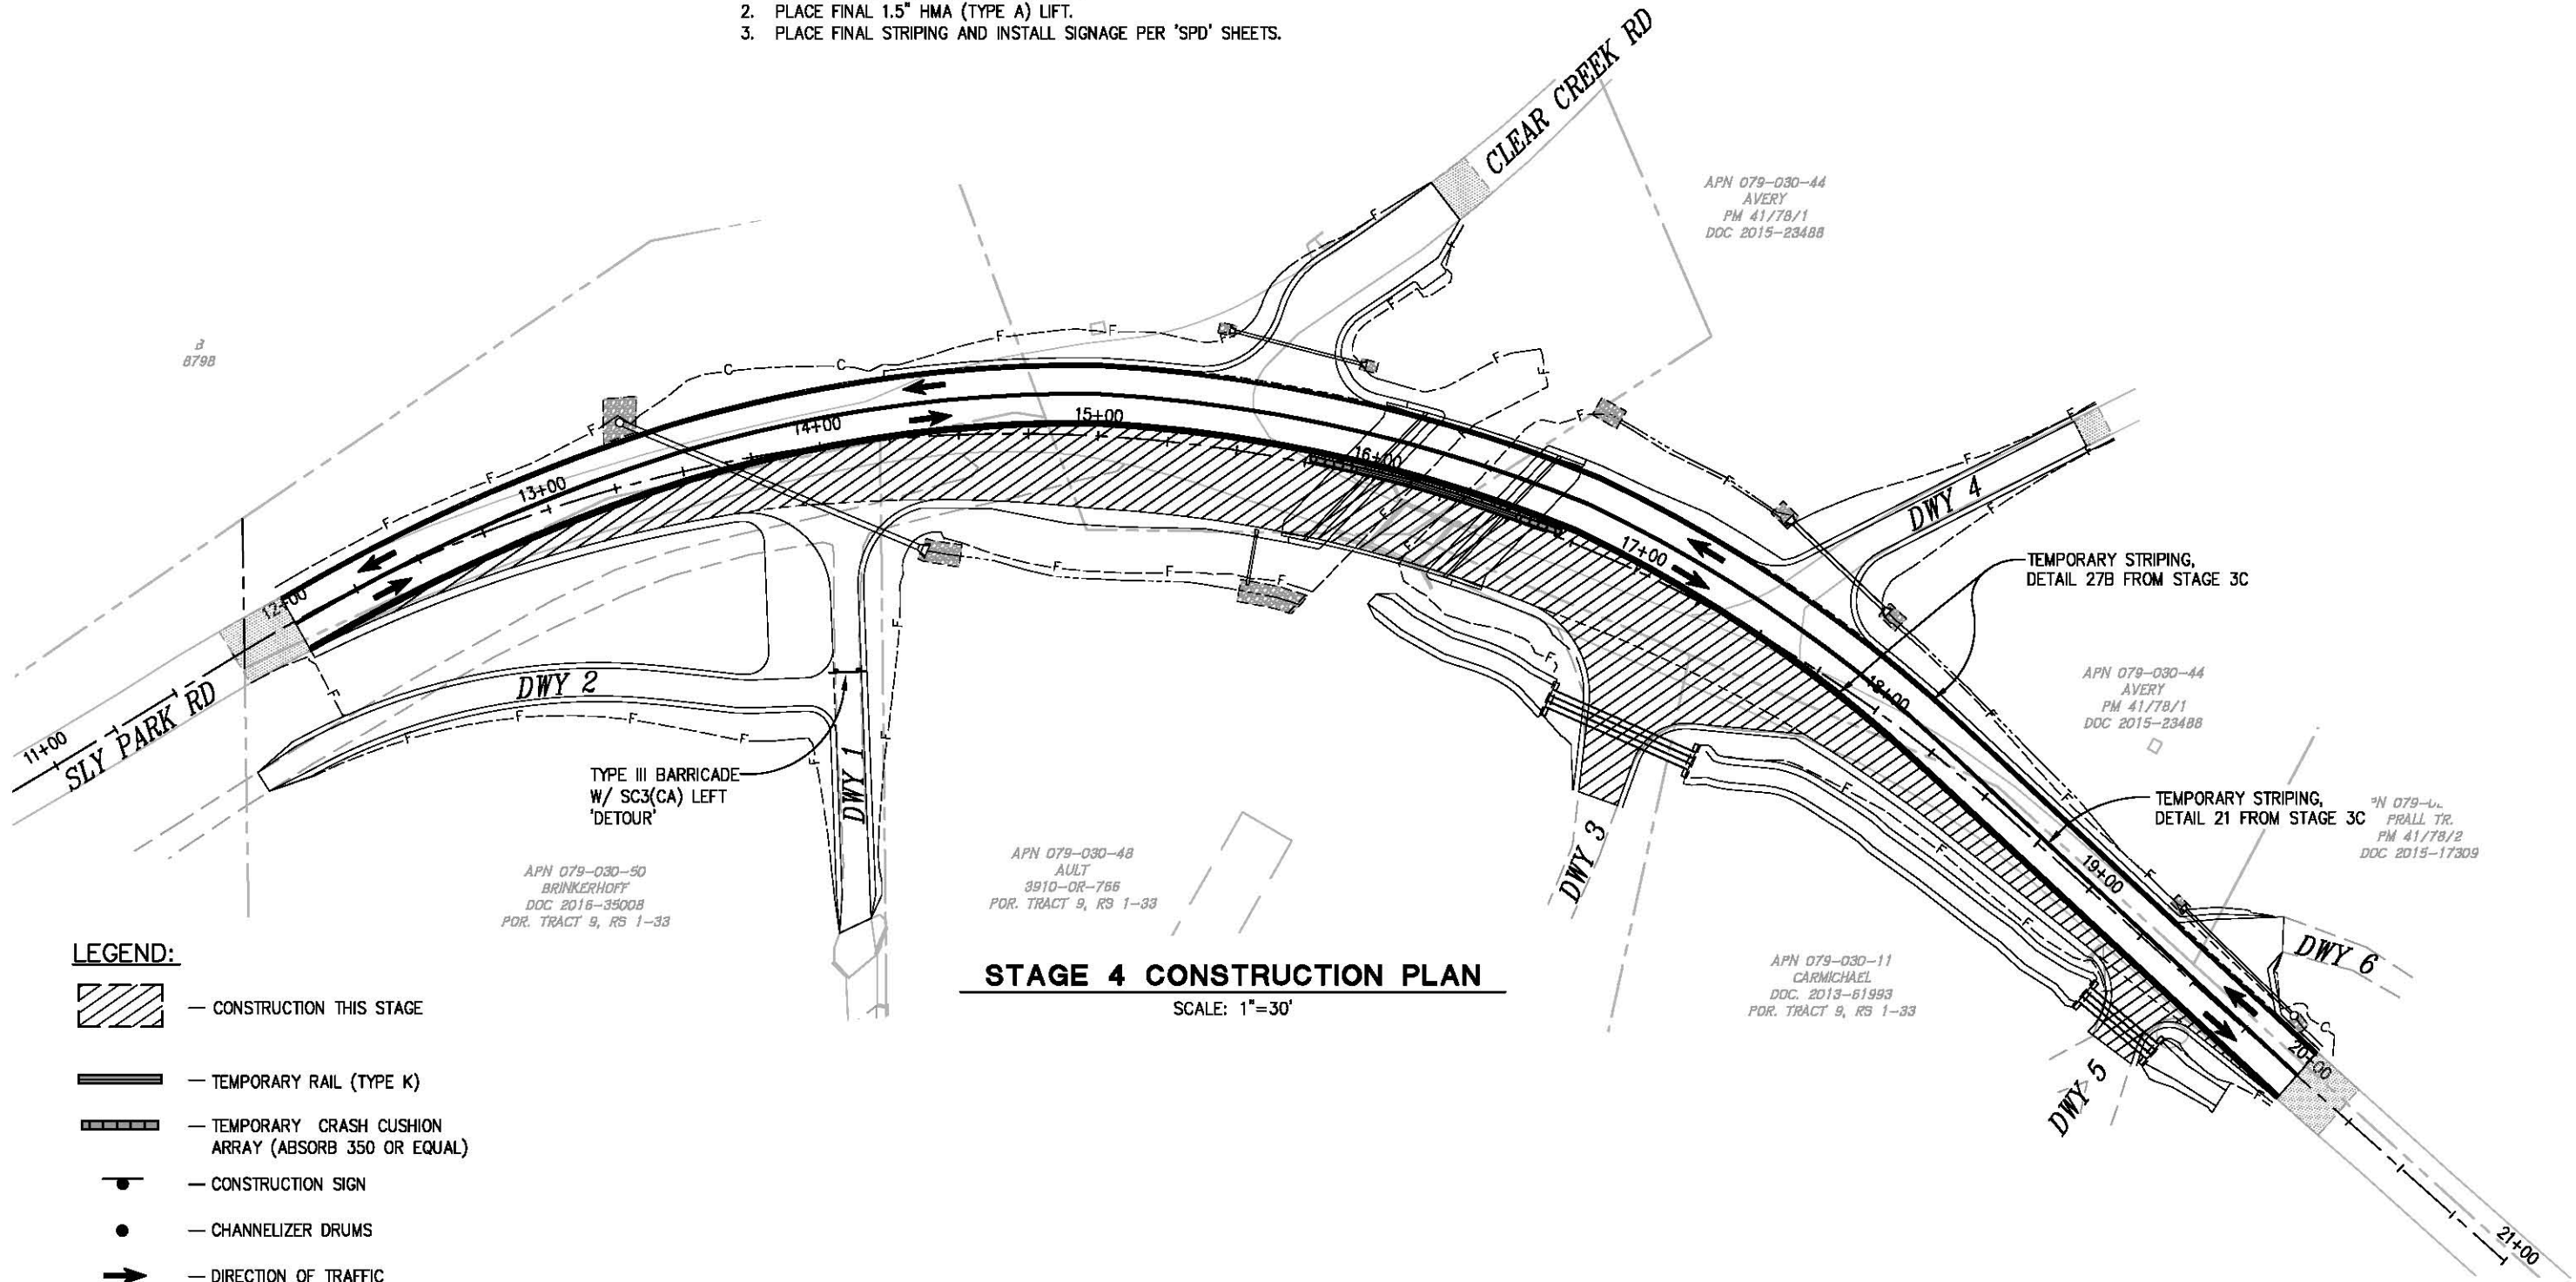 2. PLACE FINAL 1.5" HMA (TYPE A) LIFT.
3. PLACE FINAL STRIPING AND INSTALL SIGNAGE PER 'SPD' SHEETS.
CLEAR CREEK RD
APN 079-030-44
AVERY
PM 41/78/1
DOC 2015-23488
8798
F
F
F
F
C
C
F
F
F
F
F
F
F
F
F
F
11+00
12+00
13+00
14+00
15+00
16+00
17+00
18+00
19+00
20+00
21+00
SLY PARK RD
DWY 4
TEMPORARY STRIPING,
DETAIL 27B FROM STAGE 3C
DWY 2
DWY 1
TYPE III BARRICADE
W/ SC3(CA) LEFT
'DETOUR'
APN 079-030-44
AVERY
PM 41/78/1
DOC 2015-23488
TEMPORARY STRIPING,
DETAIL 21 FROM STAGE 3C
PRALL TR.
PM 41/78/2
DOC 2015-17309
DWY 3
DWY 6
DWY 5
APN 079-030-50
BRINKERHOFF
DOC 2016-35008
POR. TRACT 9, RS 1-33
APN 079-030-48
AULT
3910-OR-766
POR. TRACT 9, RS 1-33
APN 079-030-11
CARMICHAEL
DOC. 2013-61993
POR. TRACT 9, RS 1-33
STAGE 4 CONSTRUCTION PLAN
SCALE: 1"=30'
LEGEND:
— CONSTRUCTION THIS STAGE
— TEMPORARY RAIL (TYPE K)
— TEMPORARY CRASH CUSHION
ARRAY (ABSORB 350 OR EQUAL)
— CONSTRUCTION SIGN
— CHANNELIZER DRUMS
— DIRECTION OF TRAFFIC